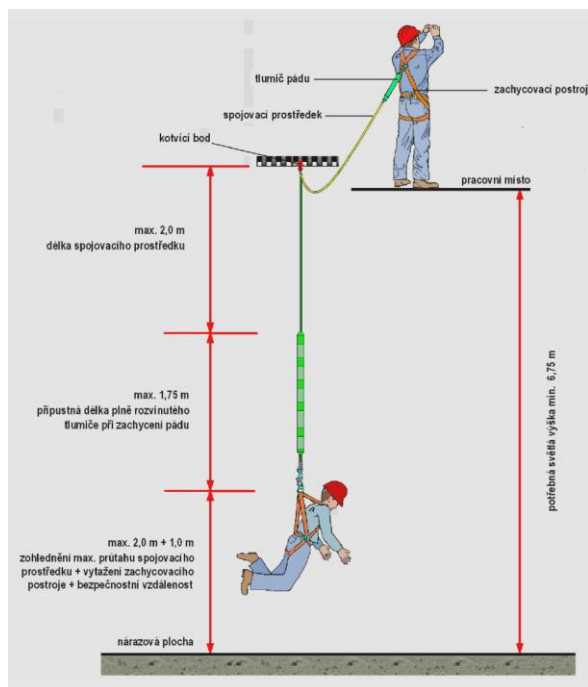 tlumič pádu
zachycovací postroj
spojovací prostředek
kotvící bod
pracovní místo
max. 2,0 m
délka spojovacího prostředku
max. 1,75 m
přípustná délka plně rozvinutého
tlumiče při zachycení pádu
potřebná světlá výška min. 6,75 m
max. 2,0 m + 1,0 m
zohlednění max. průtahu spojovacího
prostředku + vytažení zachycovacího
postroje + bezpečnostní vzdálenost
nárazová plocha